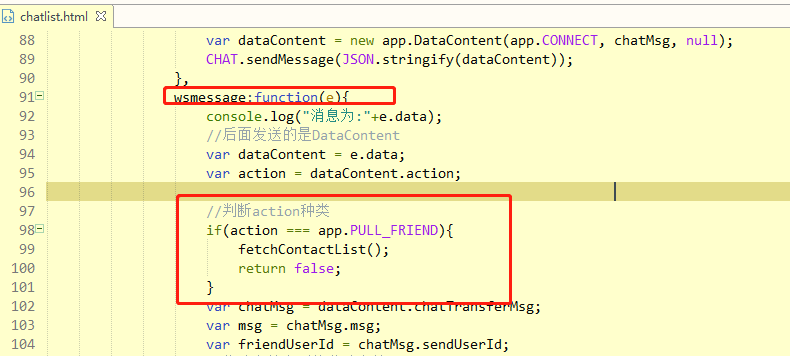 chatlist.html
88 var dataContent = new app.DataContent(app.CONNECT, chatMsg, null);
89 CHAT.sendMessage(JSON.stringify(dataContent));
90 },
91 wsmessage:function(e){
92 console.log("消息为:"+e.data);
93 //后面发送的是DataContent
94 var dataContent = e.data;
95 var action = dataContent.action;
96
97 //判断action种类
98 if(action === app.PULL_FRIEND){
99 fetchContactList();
100 return false;
101 }
102 var chatMsg = dataContent.chatTransferMsg;
103 var msg = chatMsg.msg;
104 var friendUserId = chatMsg.sendUserId;